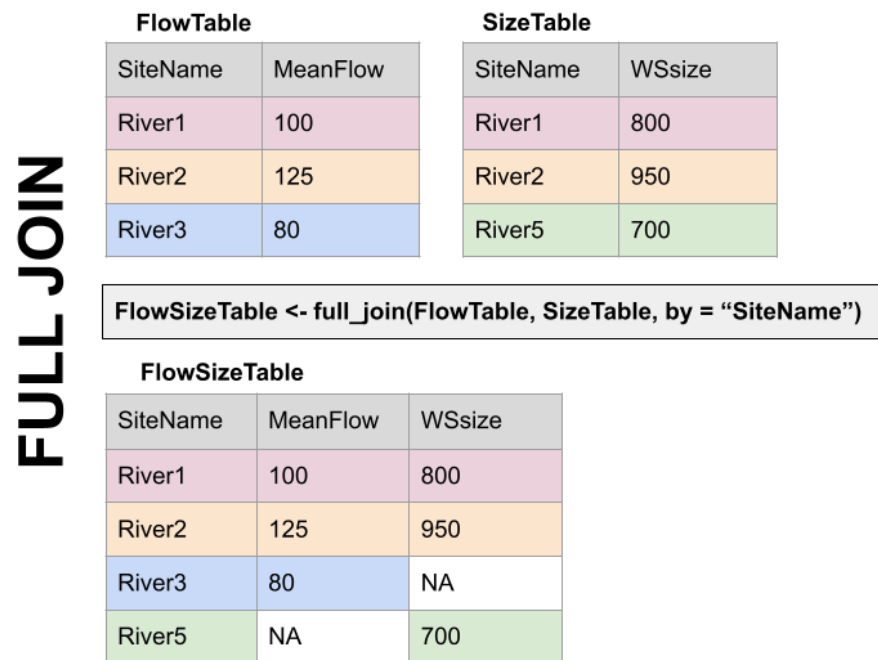 FULL JOIN
FlowTable
SiteName MeanFlow
River1 100
River2 125
River3 80
SizeTable
SiteName WSsize
River1 800
River2 950
River5 700
FlowSizeTable <- full_join(FlowTable, SizeTable, by = “SiteName”)
FlowSizeTable
SiteName MeanFlow WSsize
River1 100 800
River2 125 950
River3 80 NA
River5 NA 700